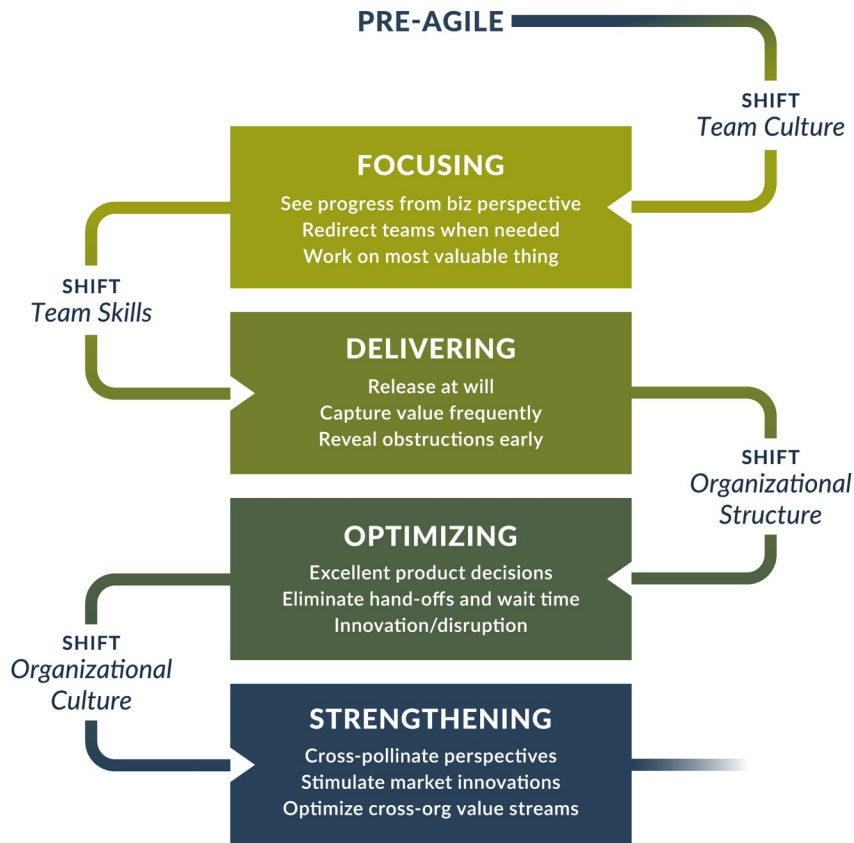 PRE-AGILE
SHIFT
Team Culture
FOCUSING
See progress from biz perspective
Redirect teams when needed
Work on most valuable thing
SHIFT
Team Skills
DELIVERING
Release at will
Capture value frequently
Reveal obstructions early
SHIFT
Organizational
Structure
OPTIMIZING
Excellent product decisions
Eliminate hand-offs and wait time
Innovation/disruption
SHIFT
Organizational
Culture
STRENGTHENING
Cross-pollinate perspectives
Stimulate market innovations
Optimize cross-org value streams